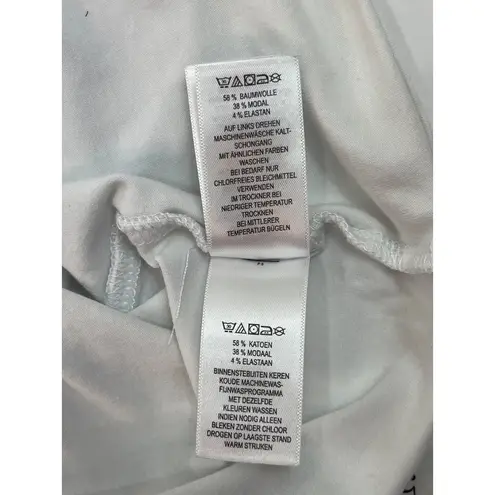 58 % BAUMWOLLE
38 % MODAL
4 % ELASTAN
AUF LINKS DREHEN
MASCHINENWÄSCHE KALT-
SCHONGANG
MIT ÄHNLICHEN FARBEN
WASCHEN
BEI BEDARF NUR
CHLORFREIES BLEICHMITTEL
VERWENDEN
IM TROCKNER BEI
NIEDRIGER TEMPERATUR
TROCKNEN
BEI MITTLERER
TEMPERATUR BÜGELN
58 % KATOEN
38 % MODAAL
4 % ELASTAN
BINNENSTEBUITEN KEREN
KOUDE MACHINEWAS-
FIJNWASPROGRAMMA
MET DEZELFDE
KLEUREN WASSEN
INDIEN NODIG ALLEEN
BLEKEN ZONDER CHLOOR
DROGEN OP LAAGSTE STAND
WARM STRIJKEN